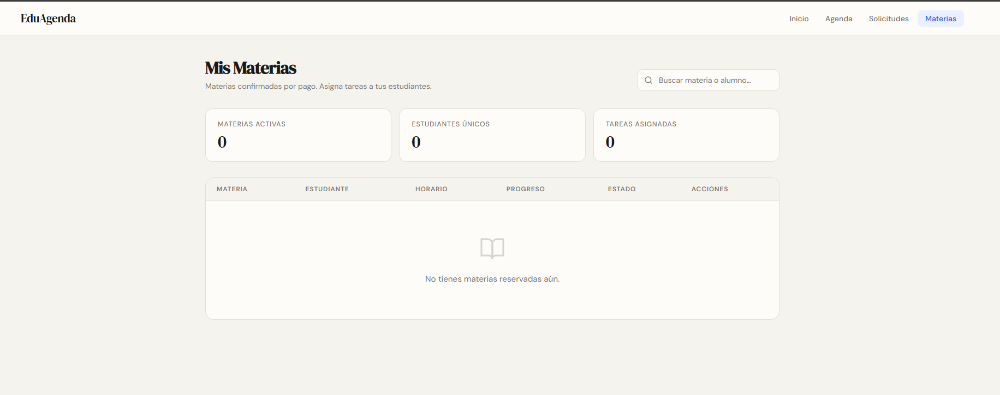 EduAgenda
Inicio Agenda Solicitudes Materias
Mis Materias
Materias confirmadas por pago. Asigna tareas a tus estudiantes.
Buscar materia o alumno...
MATERIAS ACTIVAS
0
ESTUDIANTES ÚNICOS
0
TAREAS ASIGNADAS
0
MATERIA ESTUDIANTE HORARIO PROGRESO ESTADO ACCIONES
No tienes materias reservadas aún.